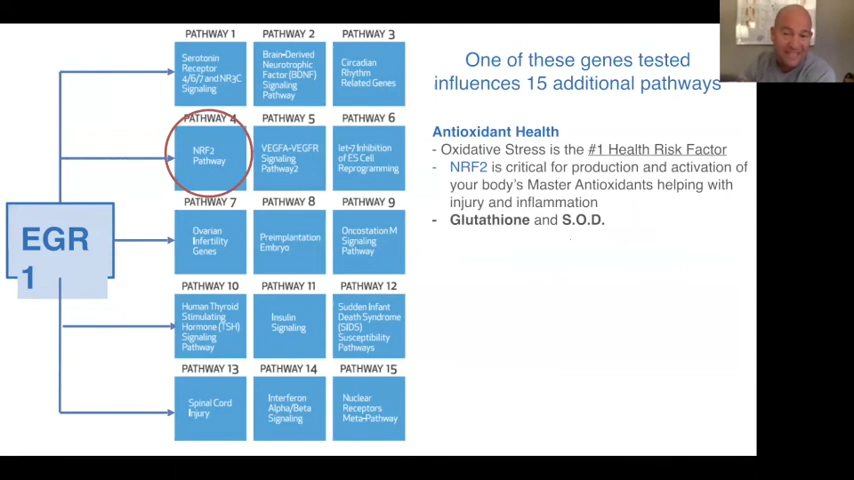 One of these genes tested
influences 15 additional pathways
EGR
1
PATHWAY 1
Serotonin
Receptor
4/6/7 and NR3C
Signaling
PATHWAY 2
Brain-Derived
Neurotrophic
Factor (BDNF)
Signaling
Pathway
PATHWAY 3
Circadian
Rhythm
Related Genes
PATHWAY 4
NRF2
Pathway
PATHWAY 5
VEGFA-VEGFR
Signaling
Pathway2
PATHWAY 6
let-7 Inhibition
of ES Cell
Reprogramming
PATHWAY 7
Ovarian
Infertility
Genes
PATHWAY 8
Preimplantation
Embryo
PATHWAY 9
Oncostation M
Signaling
Pathway
PATHWAY 10
Human Thyroid
Stimulating
Hormone (TSH)
Signaling
Pathway
PATHWAY 11
Insulin
Signaling
PATHWAY 12
Sudden Infant
Death Syndrome
(SIDS)
Susceptibility
Pathways
PATHWAY 13
Spinal Cord
Injury
PATHWAY 14
Interferon
Alpha/Beta
Signaling
PATHWAY 15
Nuclear
Receptors
Meta-Pathway
Antioxidant Health
- Oxidative Stress is the #1 Health Risk Factor
- NRF2 is critical for production and activation of
your body's Master Antioxidants helping with
injury and inflammation
- Glutathione and S.O.D.